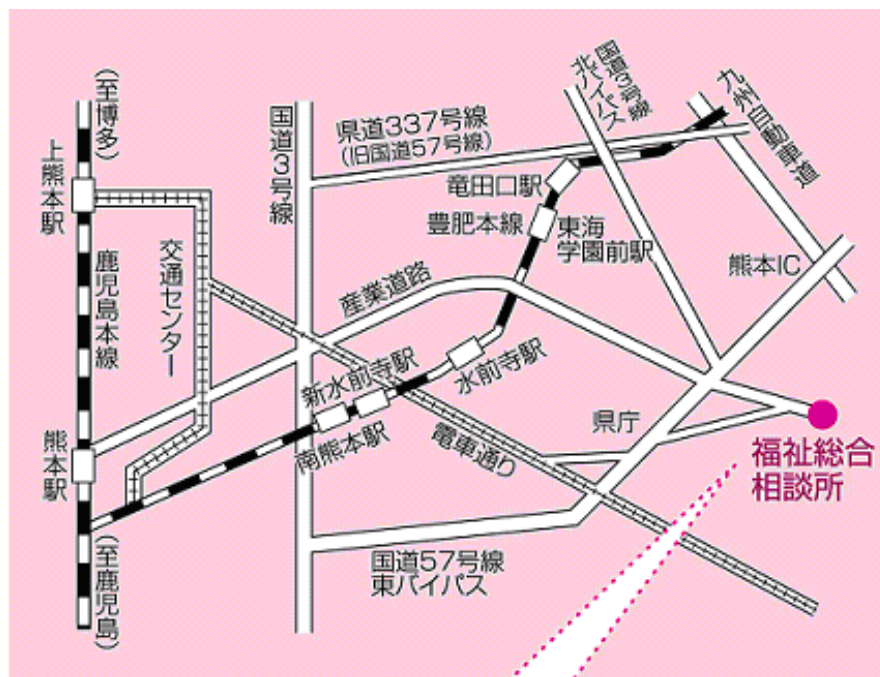 (至博多)
上熊本駅
鹿児島本線
熊本駅
(至鹿児島)
交通センター
国道3号線
県道337号線
(旧国道57号線)
国道3号線
北バイパス
九州自動車道
竜田口駅
豊肥本線
東海
学園前駅
熊本IC
産業道路
新水前寺駅
水前寺駅
南熊本駅
電車通り
県庁
福祉総合
相談所
国道57号線
東バイパス